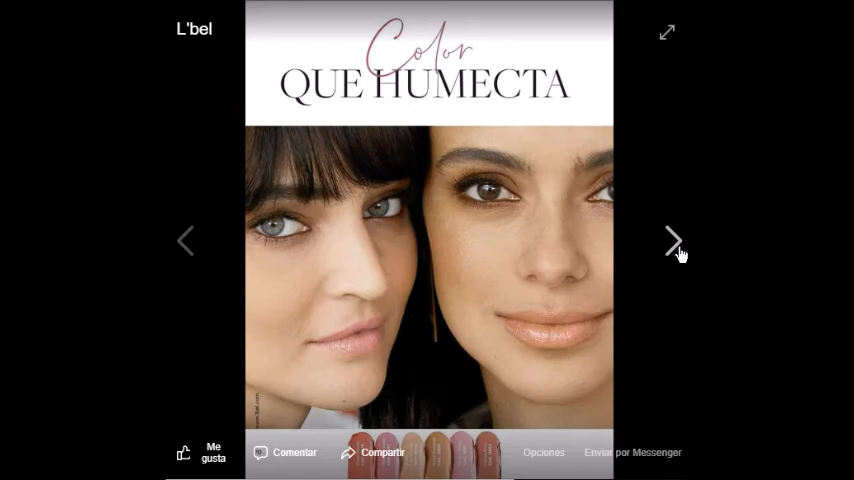 L'bel
Color
QUE HUMECTA
Me gusta
Comentar
Compartir
Opciones
Enviar por Messenger